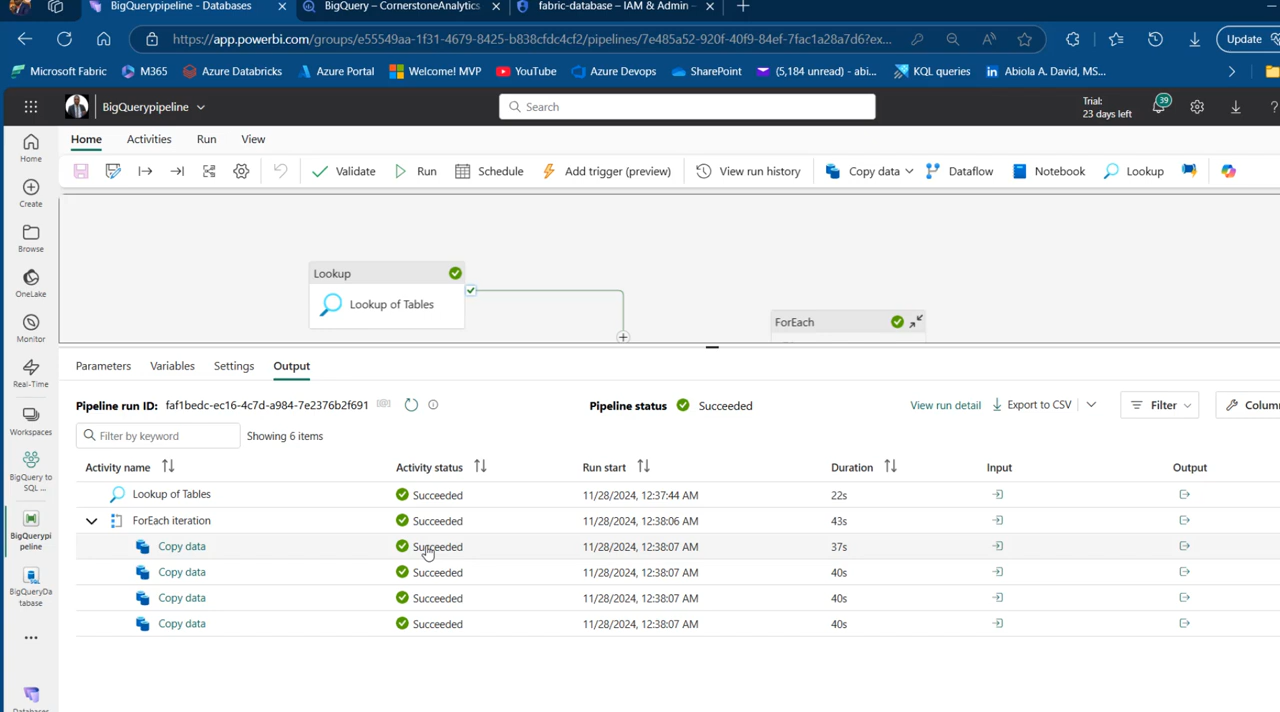 BigQuerypipeline - Databases
BigQuery – CornerstoneAnalytics
fabric-database – IAM & Admin -
https://app.powerbi.com/groups/e55549aa-1f31-4679-8425-b838cfdc4cf2/pipelines/7e485a52-920f-40f9-84ef-7fac1a28a7d6?ex...
Update
Microsoft Fabric
M365
Azure Databricks
Azure Portal
Welcome! MVP
YouTube
Azure Devops
SharePoint
(5,184 unread) - abi...
KQL queries
Abiola A. David, MS...
BigQuerypipeline
Search
Trial:
23 days left
39
Home Activities Run View
Validate Run Schedule Add trigger (preview) View run history Copy data Dataflow Notebook Lookup
Home
Create
Browse
OneLake
Monitor
Real-Time
Workspaces
BigQuery to
SQL ...
BigQuerypi
peline
BigQueryDa
tabase
Databases
Lookup
Lookup of Tables
ForEach
Parameters Variables Settings Output
Pipeline run ID: faf1bedc-ec16-4c7d-a984-7e2376b2f691
Pipeline status Succeeded
View run detail Export to CSV Filter Colum
Filter by keyword Showing 6 items
Activity name Activity status Run start Duration Input Output
Lookup of Tables Succeeded 11/28/2024, 12:37:44 AM 22s
ForEach iteration Succeeded 11/28/2024, 12:38:06 AM 43s
Copy data Succeeded 11/28/2024, 12:38:07 AM 37s
Copy data Succeeded 11/28/2024, 12:38:07 AM 40s
Copy data Succeeded 11/28/2024, 12:38:07 AM 40s
Copy data Succeeded 11/28/2024, 12:38:07 AM 40s